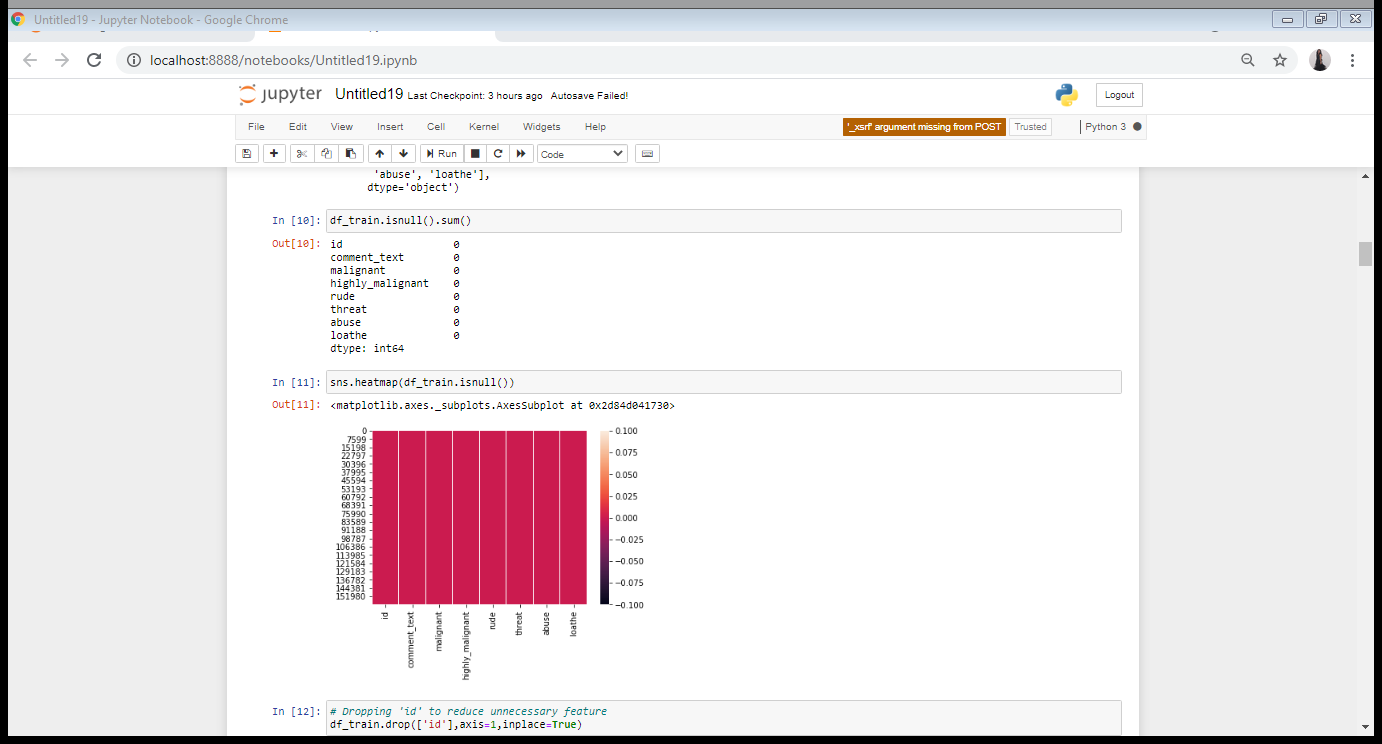 Untitled19 - Jupyter Notebook - Google Chrome
localhost:8888/notebooks/Untitled19.ipynb
jupyter Untitled19 Last Checkpoint: 3 hours ago Autosave Failed!
Logout
File Edit View Insert Cell Kernel Widgets Help
'_xsrf' argument missing from POST
Trusted
Python 3
Run
Code
'abuse', 'loathe'],
dtype='object')
In [10]: df_train.isnull().sum()
Out[10]: id 0
comment_text 0
malignant 0
highly_malignant 0
rude 0
threat 0
abuse 0
loathe 0
dtype: int64
In [11]: sns.heatmap(df_train.isnull())
Out[11]: <matplotlib.axes._subplots.AxesSubplot at 0x2d84d041730>
0
7599
15198
22797
30396
37995
45594
53193
60792
68391
75990
83589
91188
98787
106386
113985
121584
129183
136782
144381
151980
id
comment_text
malignant
highly_malignant
rude
threat
abuse
loathe
0.100
0.075
0.050
0.025
0.000
−0.025
−0.050
−0.075
−0.100
In [12]: # Dropping 'id' to reduce unnecessary feature
df_train.drop(['id'],axis=1,inplace=True)